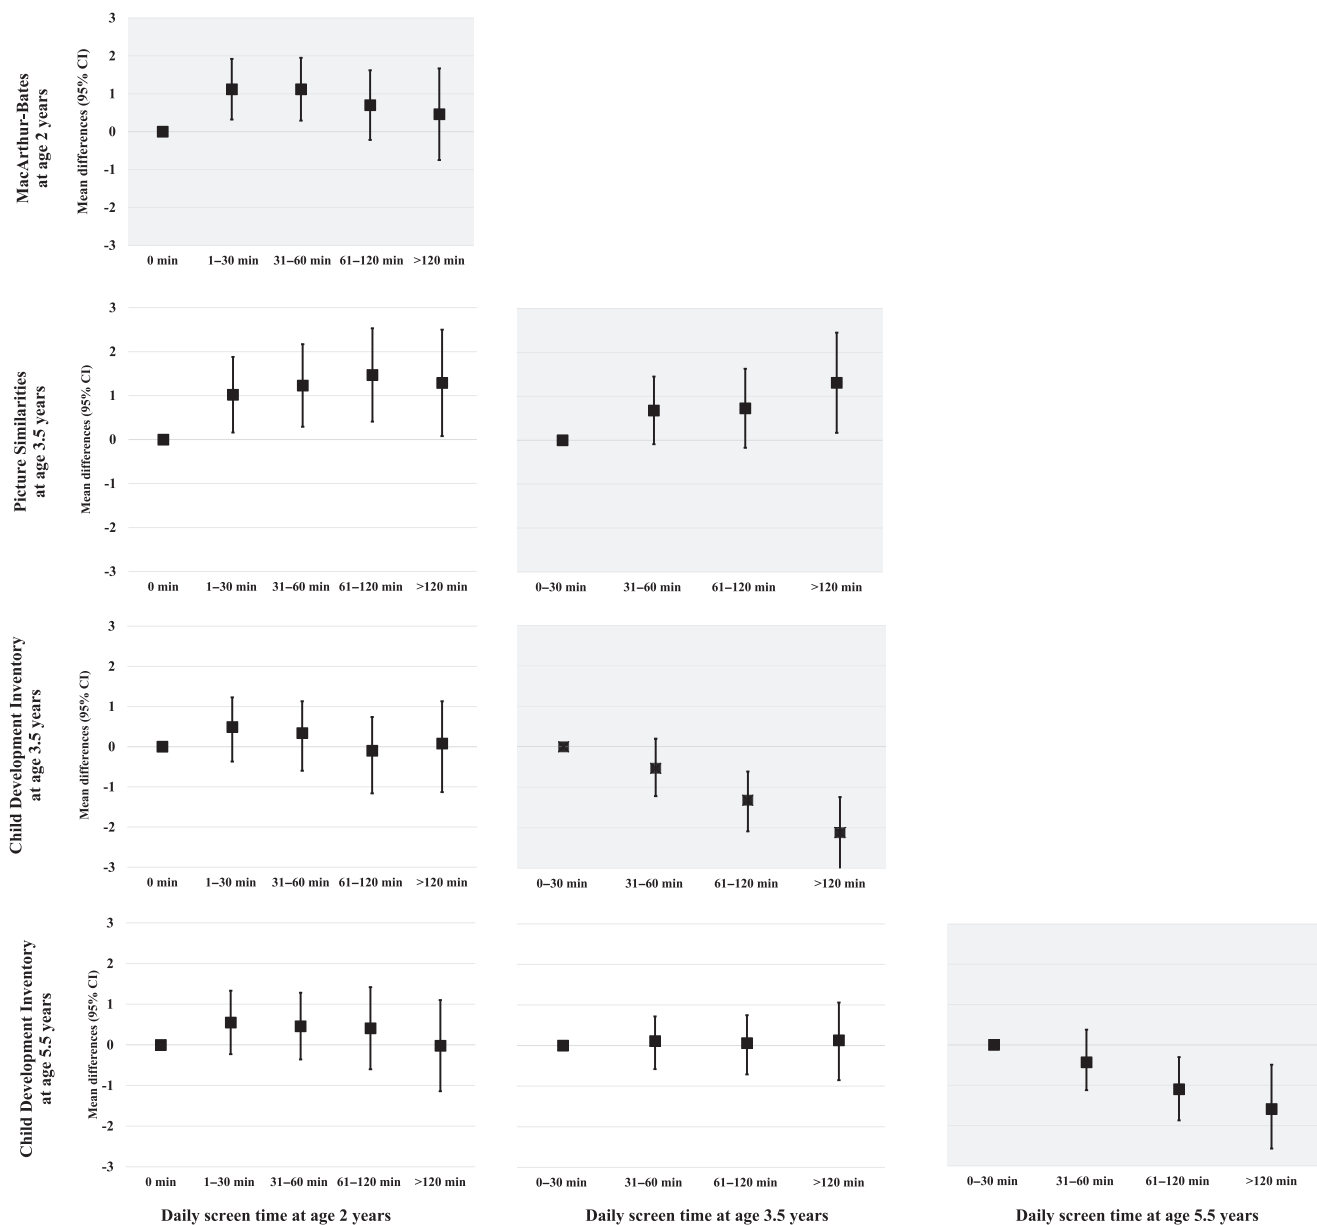 MacArthur-Bates
at age 2 years
Mean differences (95% CI)
3
2
1
0
-1
-2
-3
0 min 1–30 min 31–60 min 61–120 min >120 min
Picture Similarities
at age 3.5 years
Mean differences (95% CI)
3
2
1
0
-1
-2
-3
0 min 1–30 min 31–60 min 61–120 min >120 min
0–30 min 31–60 min 61–120 min >120 min
Child Development Inventory
at age 3.5 years
Mean differences (95% CI)
3
2
1
0
-1
-2
-3
0 min 1–30 min 31–60 min 61–120 min >120 min
0–30 min 31–60 min 61–120 min >120 min
Child Development Inventory
at age 5.5 years
Mean differences (95% CI)
3
2
1
0
-1
-2
-3
0 min 1–30 min 31–60 min 61–120 min >120 min
0–30 min 31–60 min 61–120 min >120 min
0–30 min 31–60 min 61–120 min >120 min
Daily screen time at age 2 years
Daily screen time at age 3.5 years
Daily screen time at age 5.5 years